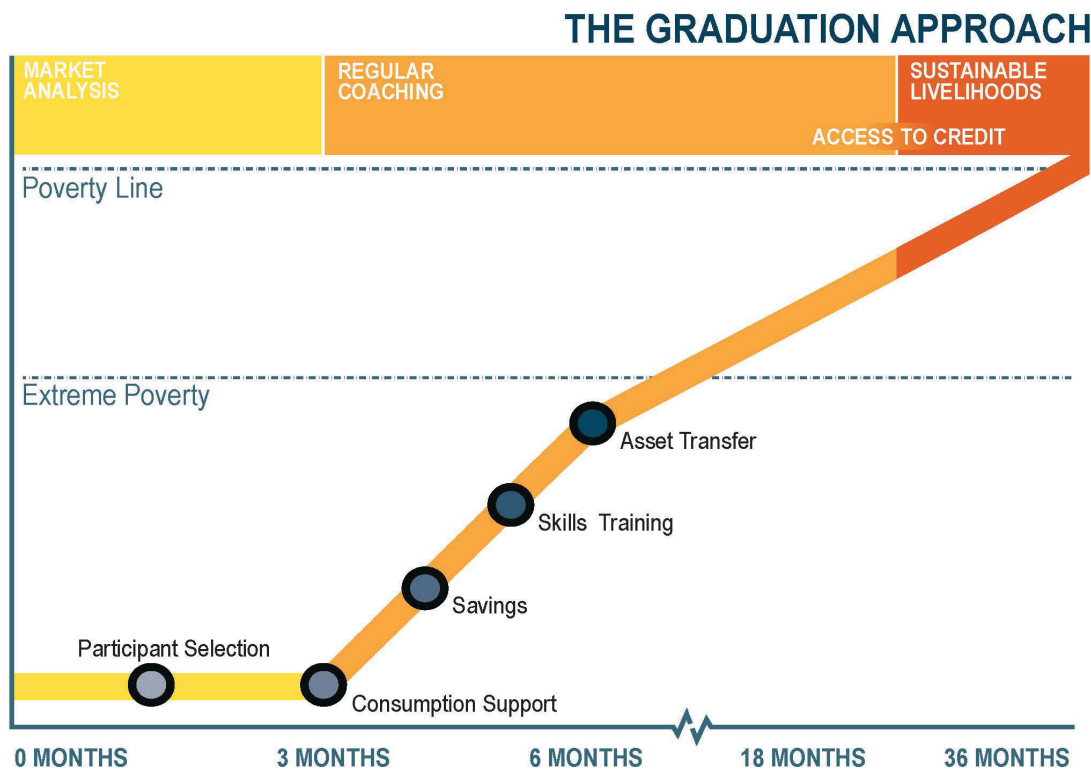 THE GRADUATION APPROACH
MARKET
ANALYSIS
REGULAR
COACHING
SUSTAINABLE
LIVELIHOODS
ACCESS TO CREDIT
Poverty Line
Extreme Poverty
Asset Transfer
Skills Training
Savings
Participant Selection
Consumption Support
0 MONTHS
3 MONTHS
6 MONTHS
18 MONTHS
36 MONTHS